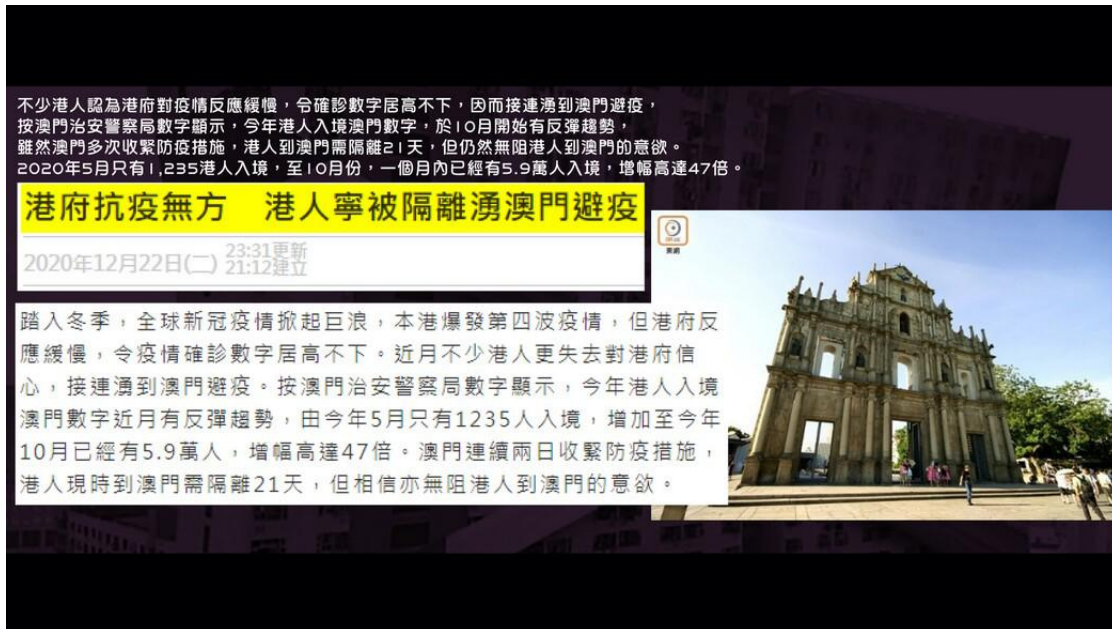 不少港人認為港府對疫情反應緩慢，令確診數字居高不下，因而接連湧到澳門避疫，
按澳門治安警察局數字顯示，今年港人入境澳門數字，於10月開始有反彈趨勢，
雖然澳門多次收緊防疫措施，港人到澳門需隔離21天，但仍然無阻港人到澳門的意欲。
2020年5月只有1,235港人入境，至10月份，一個月內已經有5.9萬人入境，增幅高達47倍。
港府抗疫無方　港人寧被隔離湧澳門避疫
2020年12月22日(二)
23:31更新
21:12建立
踏入冬季，全球新冠疫情掀起巨浪，本港爆發第四波疫情，但港府反
應緩慢，令疫情確診數字居高不下。近月不少港人更失去對港府信
心，接連湧到澳門避疫。按澳門治安警察局數字顯示，今年港人入境
澳門數字近月有反彈趨勢，由今年5月只有1235人入境，增加至今年
10月已經有5.9萬人，增幅高達47倍。澳門連續兩日收緊防疫措施，
港人現時到澳門需隔離21天，但相信亦無阻港人到澳門的意欲。
東網